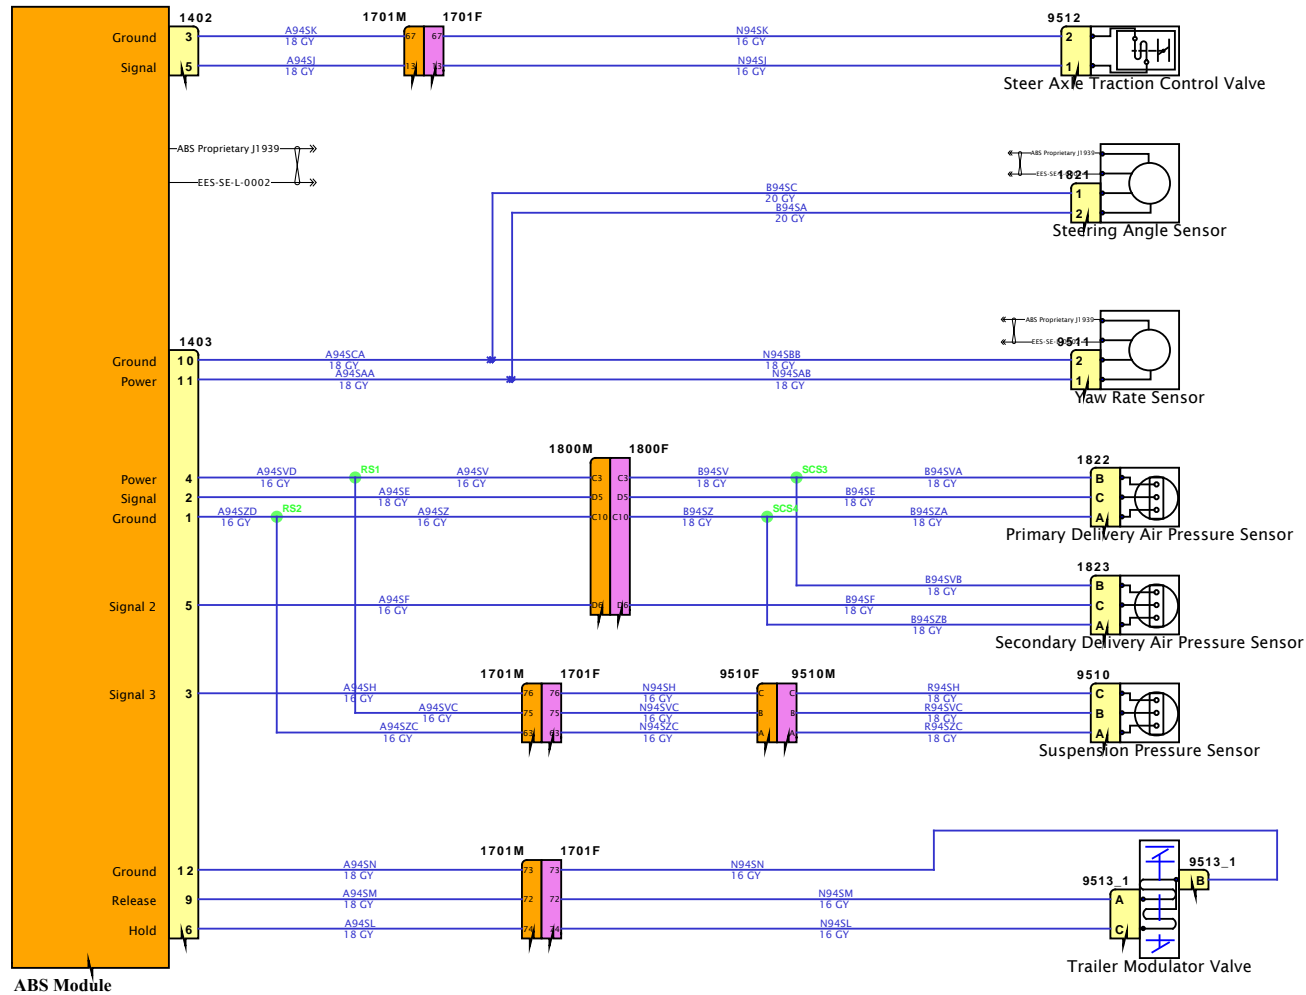 1402
1701M 1701F
9512
Ground 3 A94SK 67 67 N94SK 2
18 GY 16 GY
Signal 5 A94SJ 13 13 N94SJ 1
18 GY 16 GY
Steer Axle Traction Control Valve
ABS Proprietary J1939
EES-SE-L-0002
ABS Proprietary J1939
1821
B94SC 1
20 GY
B94SA 2
20 GY
Steering Angle Sensor
ABS Proprietary J1939
9511
1403
Ground 10 A94SCA N94SBB 2
18 GY 18 GY
Power 11 A94SAA N94SAB 1
18 GY 18 GY
Yaw Rate Sensor
1800M 1800F
1822
Power 4 A94SVD RS1 A94SV C3 C3 B94SV SCS3 B94SVA B
16 GY 16 GY 18 GY 18 GY
Signal 2 A94SE D5 D5 B94SE C
18 GY 18 GY
Ground 1 A94SZD RS2 A94SZ C10 C10 B94SZ SCS4 B94SZA A
16 GY 16 GY 18 GY 18 GY
Primary Delivery Air Pressure Sensor
1823
B94SVB B
18 GY
Signal 2 5 A94SF D6 D6 B94SF C
16 GY 18 GY
B94SZB A
18 GY
Secondary Delivery Air Pressure Sensor
1701M 1701F 9510F 9510M 9510
Signal 3 3 A94SH 76 76 N94SH C C R94SH C
16 GY 16 GY 18 GY
A94SVC 75 75 N94SVC B B R94SVC B
16 GY 16 GY 18 GY
A94SZC 63 63 N94SZC A A R94SZC A
16 GY 16 GY 18 GY
Suspension Pressure Sensor
1701M 1701F
Ground 12 A94SN 73 73 N94SN
18 GY 16 GY
9513_1
B
9513_1
Release 9 A94SM 72 72 N94SM A
18 GY 16 GY
Hold 6 A94SL 74 74 N94SL C
18 GY 16 GY
Trailer Modulator Valve
ABS Module